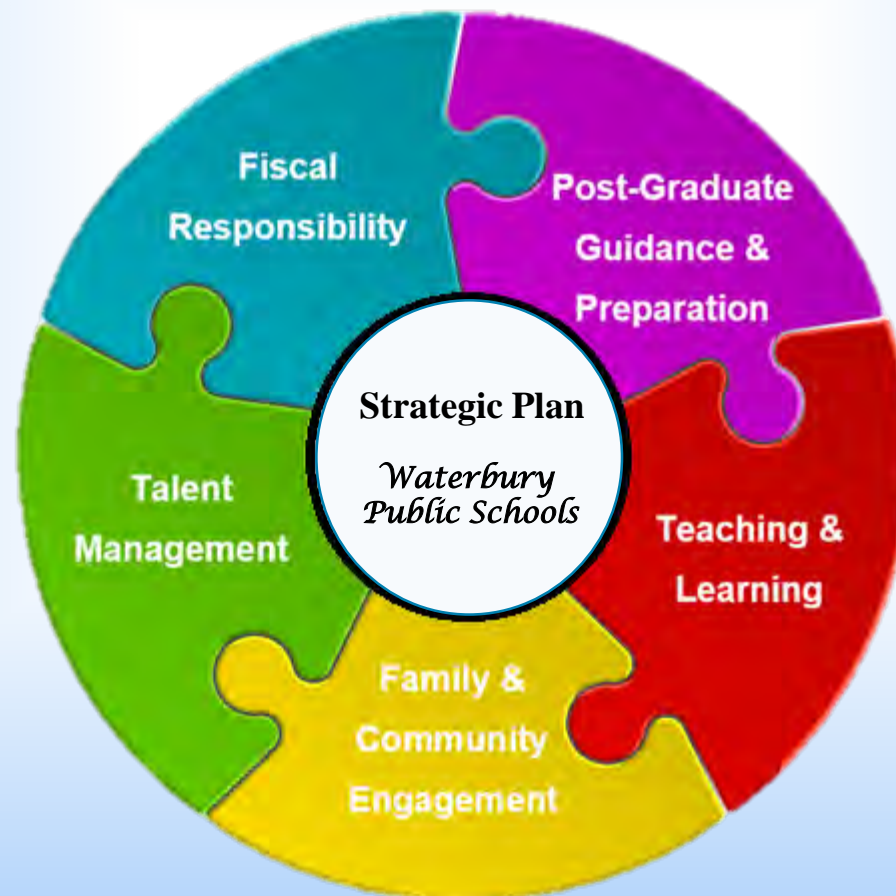 Fiscal
Responsibility
Post-Graduate
Guidance &
Preparation
Strategic Plan
Waterbury
Public Schools
Talent
Management
Teaching &
Learning
Family &
Community
Engagement